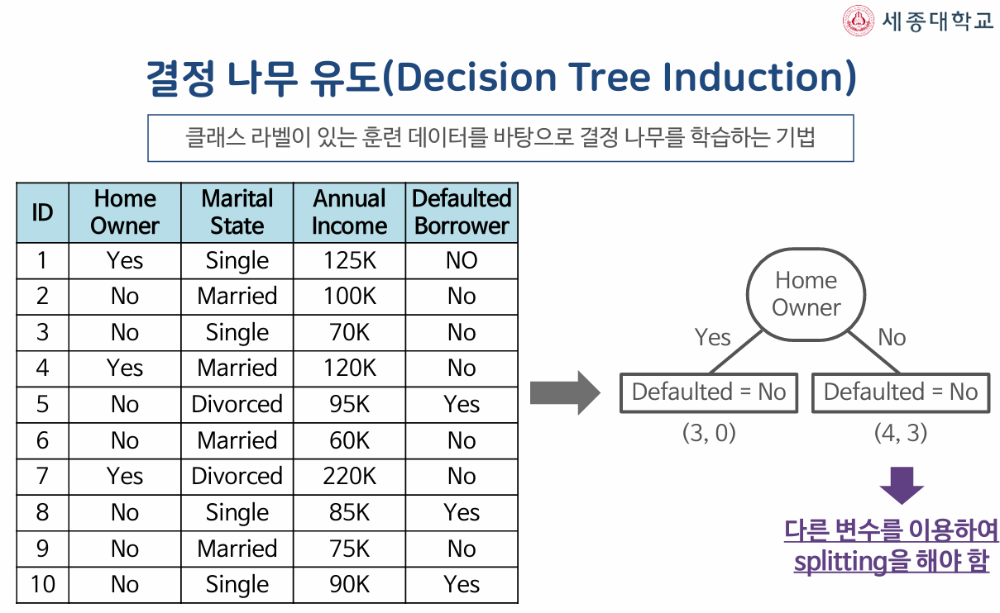 세종대학교
결정 나무 유도(Decision Tree Induction)
클래스 라벨이 있는 훈련 데이터를 바탕으로 결정 나무를 학습하는 기법
ID Home Owner Marital State Annual Income Defaulted Borrower
1 Yes Single 125K NO
2 No Married 100K No
3 No Single 70K No
4 Yes Married 120K No
5 No Divorced 95K Yes
6 No Married 60K No
7 Yes Divorced 220K No
8 No Single 85K Yes
9 No Married 75K No
10 No Single 90K Yes
Home
Owner
Yes No
Defaulted = No Defaulted = No
(3, 0) (4, 3)
다른 변수를 이용하여
splitting을 해야 함